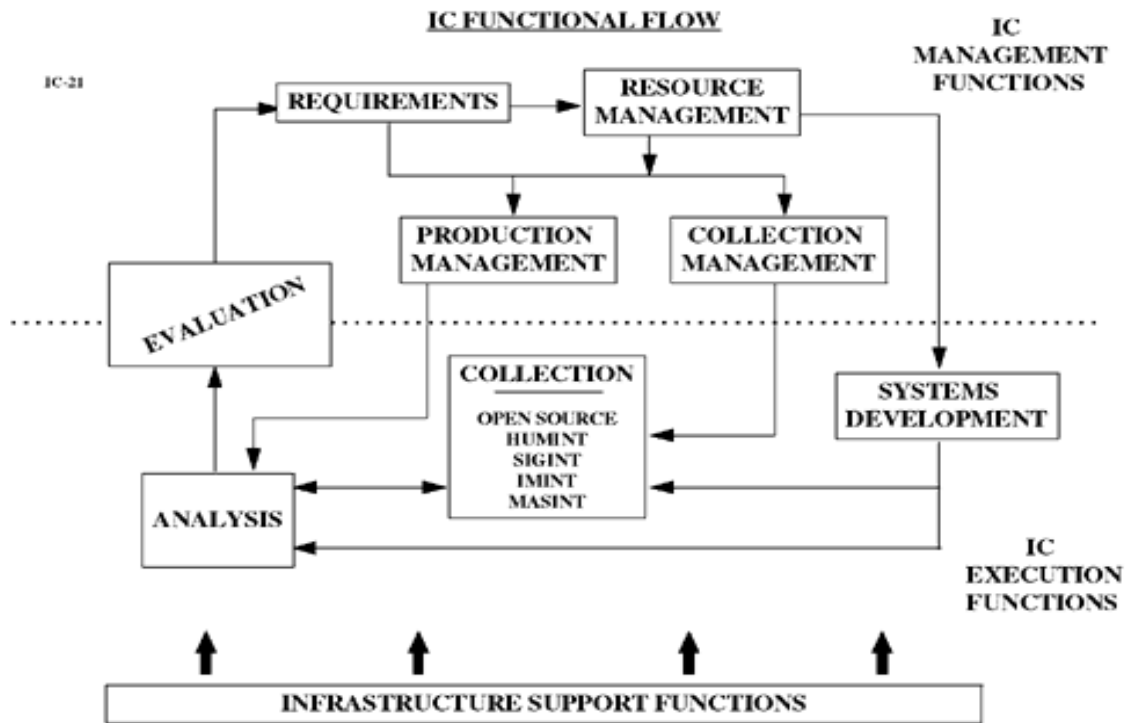 IC FUNCTIONAL FLOW
IC
MANAGEMENT
FUNCTIONS
IC-21
REQUIREMENTS
RESOURCE
MANAGEMENT
PRODUCTION
MANAGEMENT
COLLECTION
MANAGEMENT
EVALUATION
COLLECTION
OPEN SOURCE
HUMINT
SIGINT
IMINT
MASINT
SYSTEMS
DEVELOPMENT
ANALYSIS
IC
EXECUTION
FUNCTIONS
INFRASTRUCTURE SUPPORT FUNCTIONS